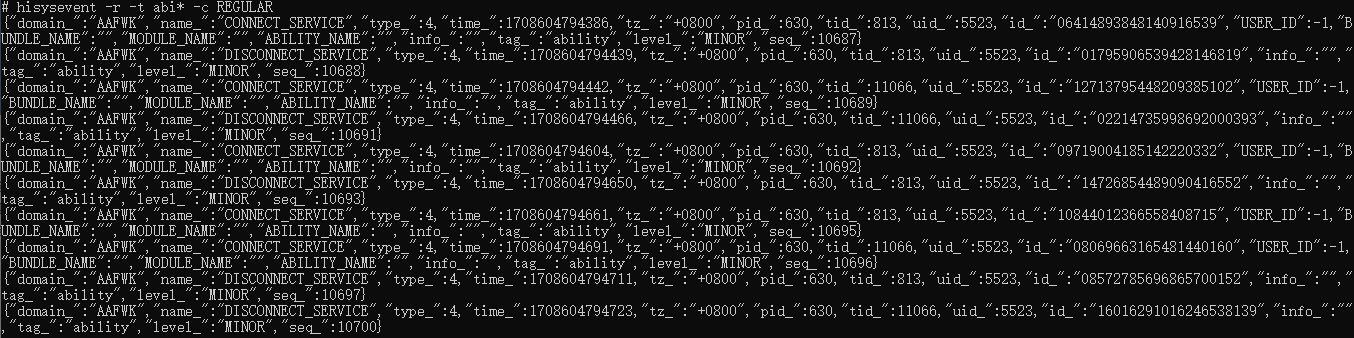 # hisysevent -r -t abi* -c REGULAR
{"domain_":"AAFWK","name_":"CONNECT_SERVICE","type_":4,"time_":1708604794386,"tz_":"+0800","pid_":630,"tid_":813,"uid_":5523,"id_":"06414893848140916539","USER_ID":-1,"B
UNDLE_NAME":"","MODULE_NAME":"","ABILITY_NAME":"","info_":"","tag_":"ability","level_":"MINOR","seq_":10687}
{"domain_":"AAFWK","name_":"DISCONNECT_SERVICE","type_":4,"time_":1708604794439,"tz_":"+0800","pid_":630,"tid_":813,"uid_":5523,"id_":"01795906539428146819","info_":"",
"tag_":"ability","level_":"MINOR","seq_":10688}
{"domain_":"AAFWK","name_":"CONNECT_SERVICE","type_":4,"time_":1708604794442,"tz_":"+0800","pid_":630,"tid_":11066,"uid_":5523,"id_":"12713795448209385102","USER_ID":-1,
"BUNDLE_NAME":"","MODULE_NAME":"","ABILITY_NAME":"","info_":"","tag_":"ability","level_":"MINOR","seq_":10689}
{"domain_":"AAFWK","name_":"DISCONNECT_SERVICE","type_":4,"time_":1708604794466,"tz_":"+0800","pid_":630,"tid_":11066,"uid_":5523,"id_":"02214735998692000393","info_":""
,"tag_":"ability","level_":"MINOR","seq_":10691}
{"domain_":"AAFWK","name_":"CONNECT_SERVICE","type_":4,"time_":1708604794604,"tz_":"+0800","pid_":630,"tid_":813,"uid_":5523,"id_":"09719004185142220332","USER_ID":-1,"B
UNDLE_NAME":"","MODULE_NAME":"","ABILITY_NAME":"","info_":"","tag_":"ability","level_":"MINOR","seq_":10692}
{"domain_":"AAFWK","name_":"DISCONNECT_SERVICE","type_":4,"time_":1708604794650,"tz_":"+0800","pid_":630,"tid_":813,"uid_":5523,"id_":"14726854489090416552","info_":"",
"tag_":"ability","level_":"MINOR","seq_":10693}
{"domain_":"AAFWK","name_":"CONNECT_SERVICE","type_":4,"time_":1708604794661,"tz_":"+0800","pid_":630,"tid_":813,"uid_":5523,"id_":"10844012366558408715","USER_ID":-1,"B
UNDLE_NAME":"","MODULE_NAME":"","ABILITY_NAME":"","info_":"","tag_":"ability","level_":"MINOR","seq_":10695}
{"domain_":"AAFWK","name_":"CONNECT_SERVICE","type_":4,"time_":1708604794691,"tz_":"+0800","pid_":630,"tid_":11066,"uid_":5523,"id_":"08069663165481440160","USER_ID":-1,
"BUNDLE_NAME":"","MODULE_NAME":"","ABILITY_NAME":"","info_":"","tag_":"ability","level_":"MINOR","seq_":10696}
{"domain_":"AAFWK","name_":"DISCONNECT_SERVICE","type_":4,"time_":1708604794711,"tz_":"+0800","pid_":630,"tid_":813,"uid_":5523,"id_":"08572785696865700152","info_":"",
"tag_":"ability","level_":"MINOR","seq_":10697}
{"domain_":"AAFWK","name_":"DISCONNECT_SERVICE","type_":4,"time_":1708604794723,"tz_":"+0800","pid_":630,"tid_":11066,"uid_":5523,"id_":"16016291016246538139","info_":""
,"tag_":"ability","level_":"MINOR","seq_":10700}